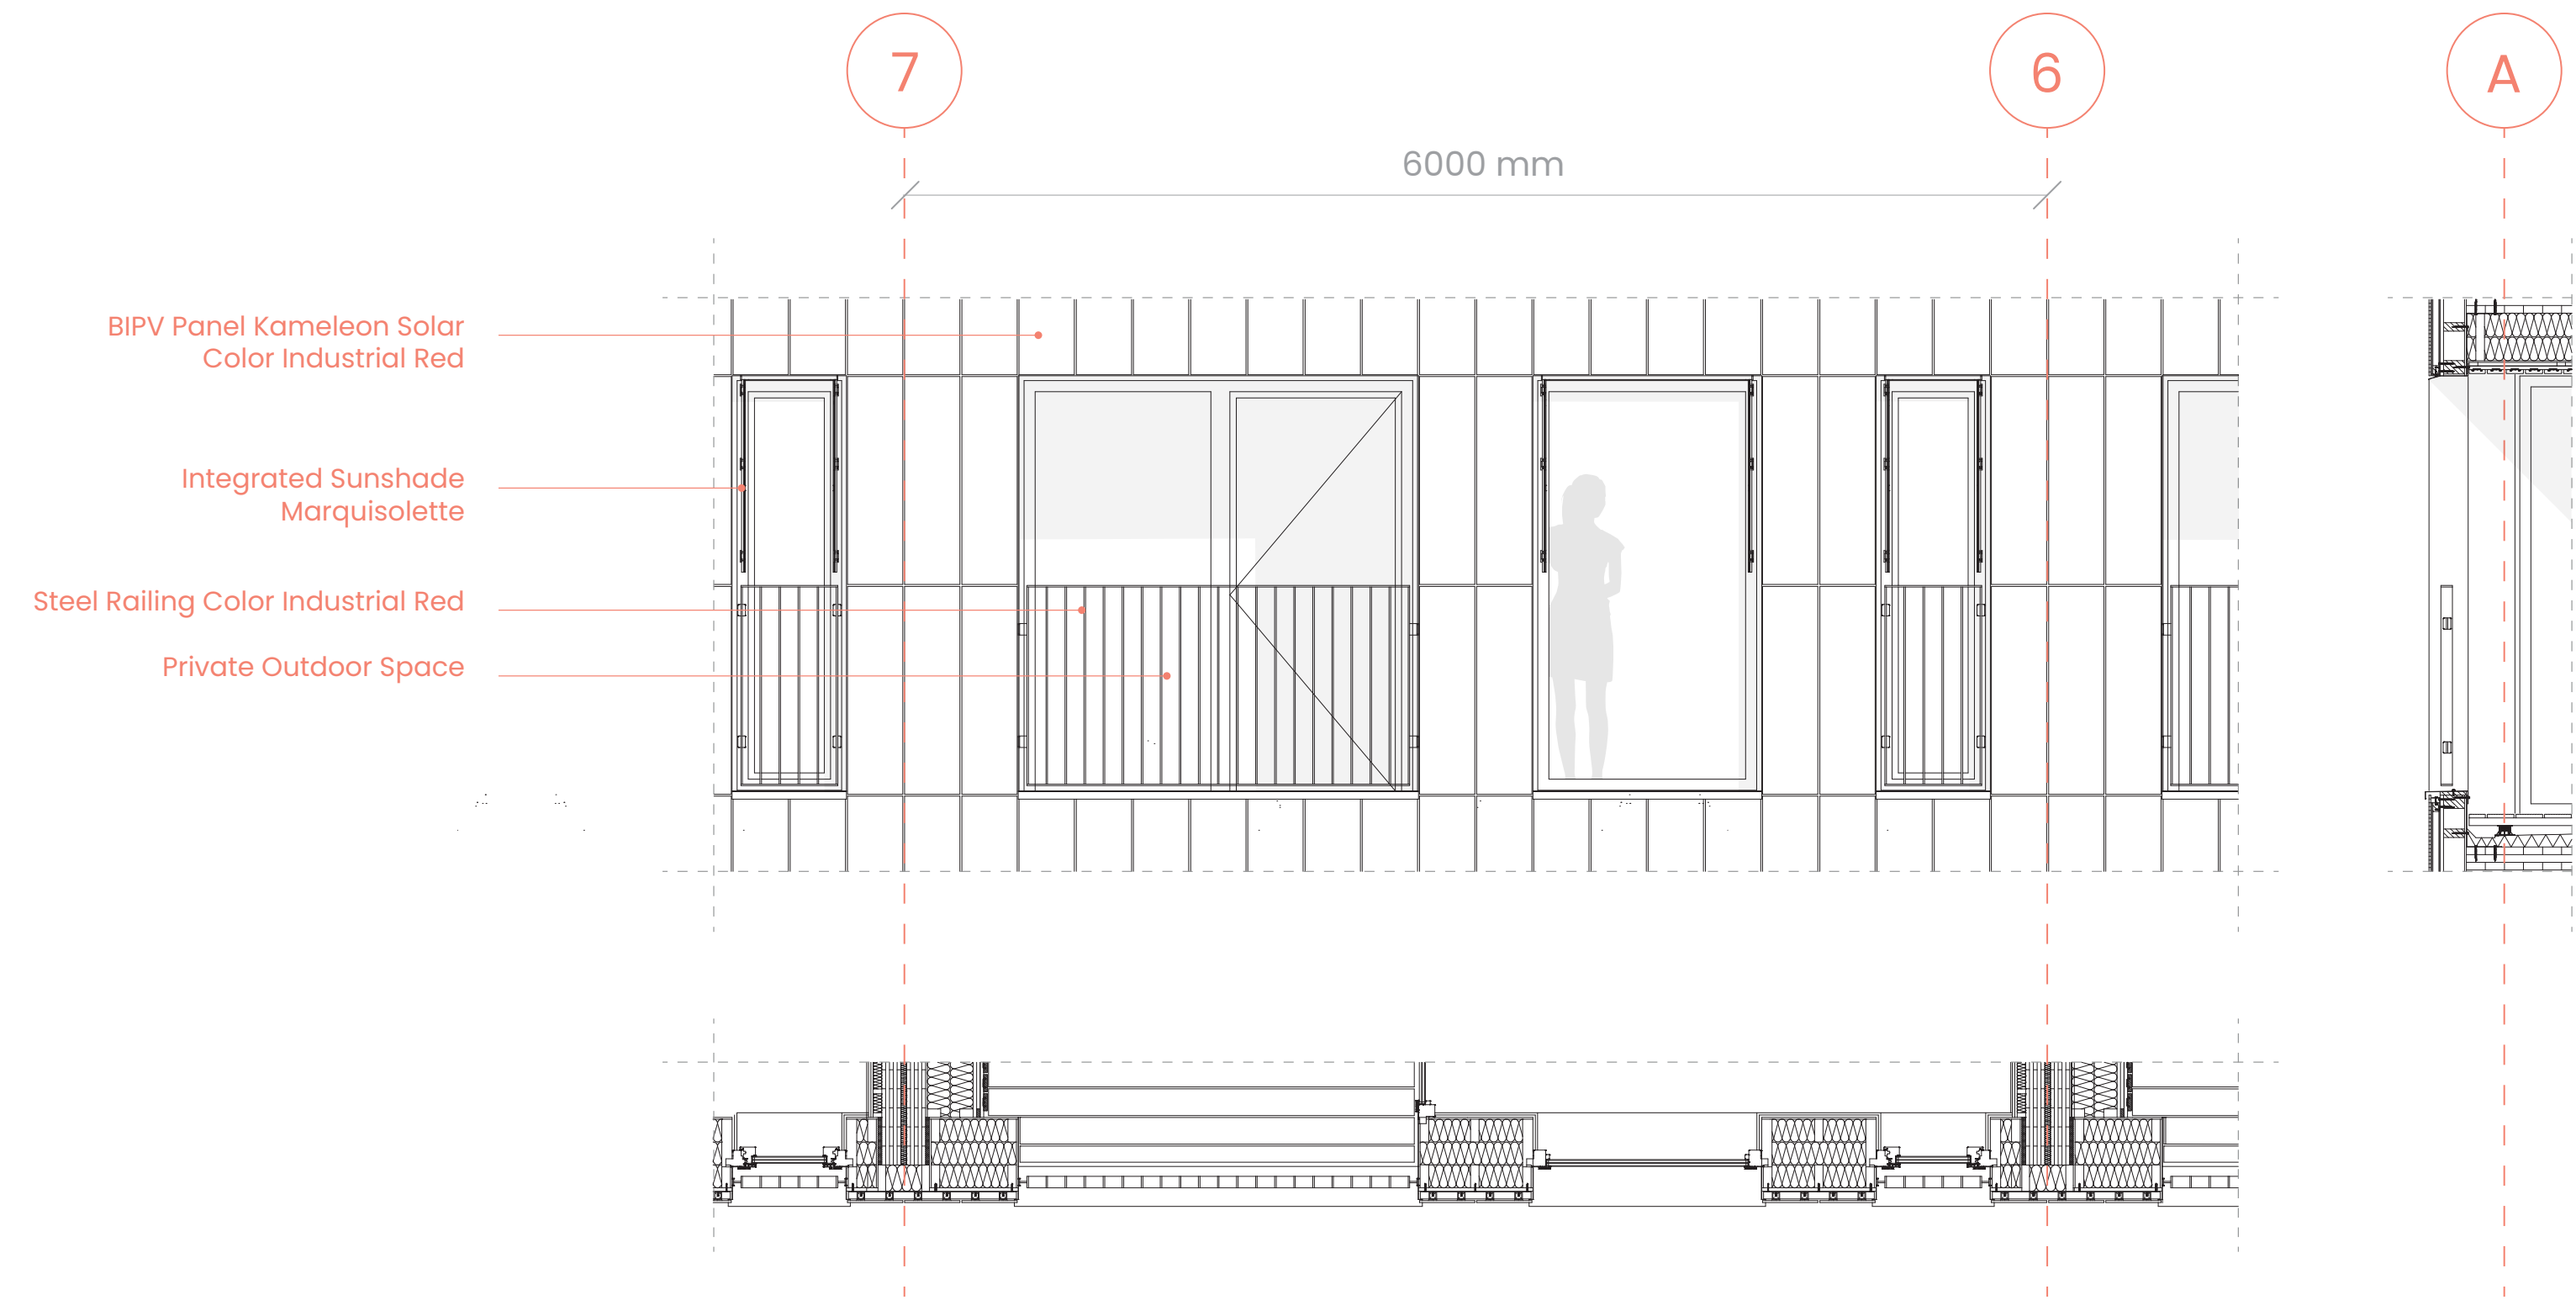 7
6
A
6000 mm
BIPV Panel Kameleon Solar
Color Industrial Red
Integrated Sunshade
Marquisolette
Steel Railing Color Industrial Red
Private Outdoor Space